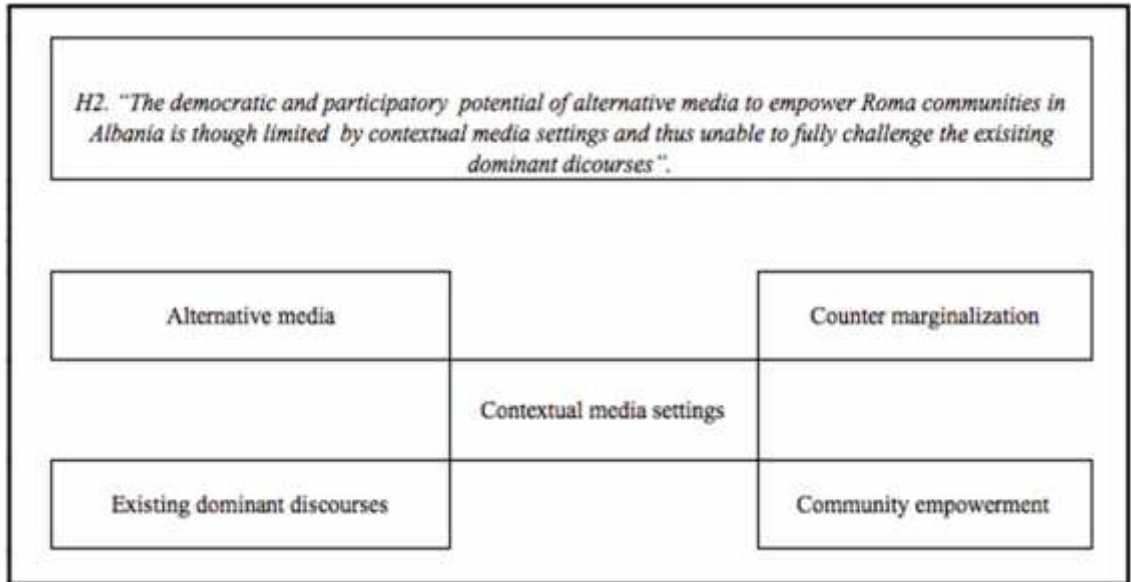 H2. "The democratic and participatory potential of alternative media to empower Roma communities in
Albania is though limited by contextual media settings and thus unable to fully challenge the exisiting
dominant dicourses".
Alternative media
Counter marginalization
Contextual media settings
Existing dominant discourses
Community empowerment